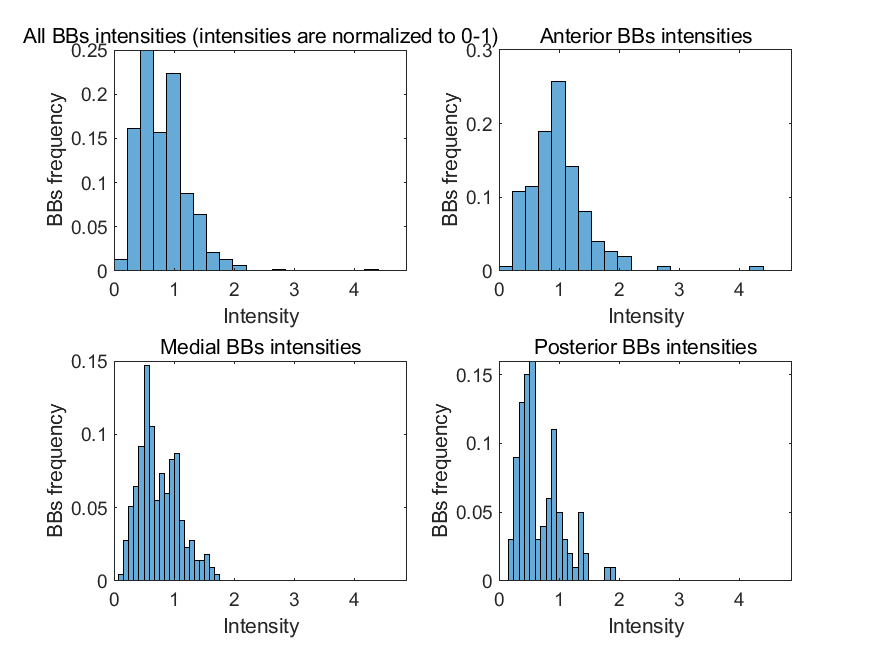 All BBs intensities (intensities are normalized to 0-1)
0.25
0.2
0.15
0.1
0.05
0
BBs frequency
0 1 2 3 4
Intensity
Anterior BBs intensities
0.3
0.2
0.1
0
BBs frequency
0 1 2 3 4
Intensity
Medial BBs intensities
0.15
0.1
0.05
0
BBs frequency
0 1 2 3 4
Intensity
Posterior BBs intensities
0.15
0.1
0.05
0
BBs frequency
0 1 2 3 4
Intensity